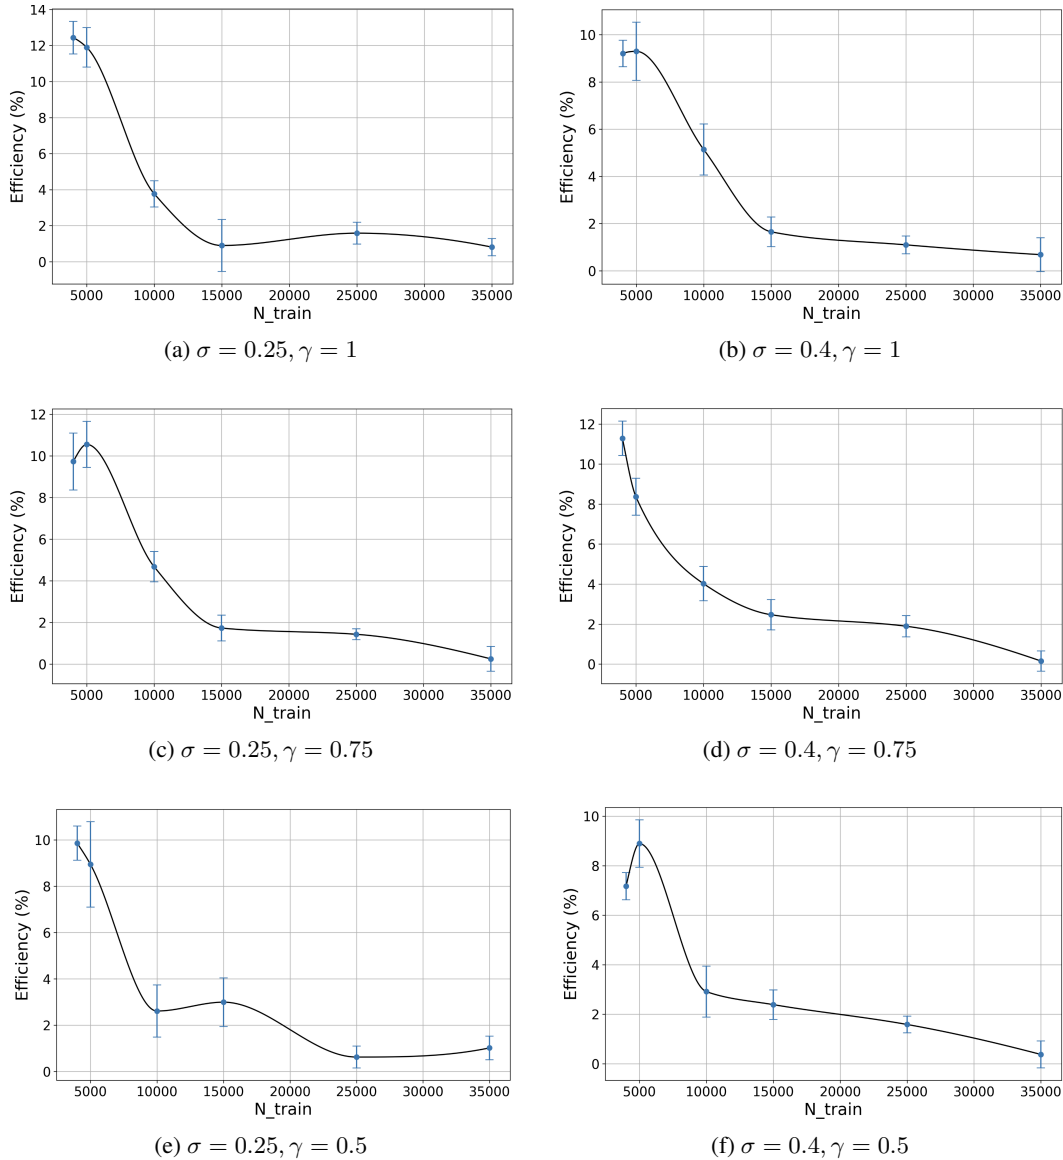 14
12
10
8
6
4
2
0
Efficiency (%)
5000 10000 15000 20000 25000 30000 35000
N_train
(a) σ = 0.25, γ = 1
10
8
6
4
2
0
Efficiency (%)
5000 10000 15000 20000 25000 30000 35000
N_train
(b) σ = 0.4, γ = 1
12
10
8
6
4
2
0
Efficiency (%)
5000 10000 15000 20000 25000 30000 35000
N_train
(c) σ = 0.25, γ = 0.75
12
10
8
6
4
2
0
Efficiency (%)
5000 10000 15000 20000 25000 30000 35000
N_train
(d) σ = 0.4, γ = 0.75
10
8
6
4
2
0
Efficiency (%)
5000 10000 15000 20000 25000 30000 35000
N_train
(e) σ = 0.25, γ = 0.5
10
8
6
4
2
0
Efficiency (%)
5000 10000 15000 20000 25000 30000 35000
N_train
(f) σ = 0.4, γ = 0.5